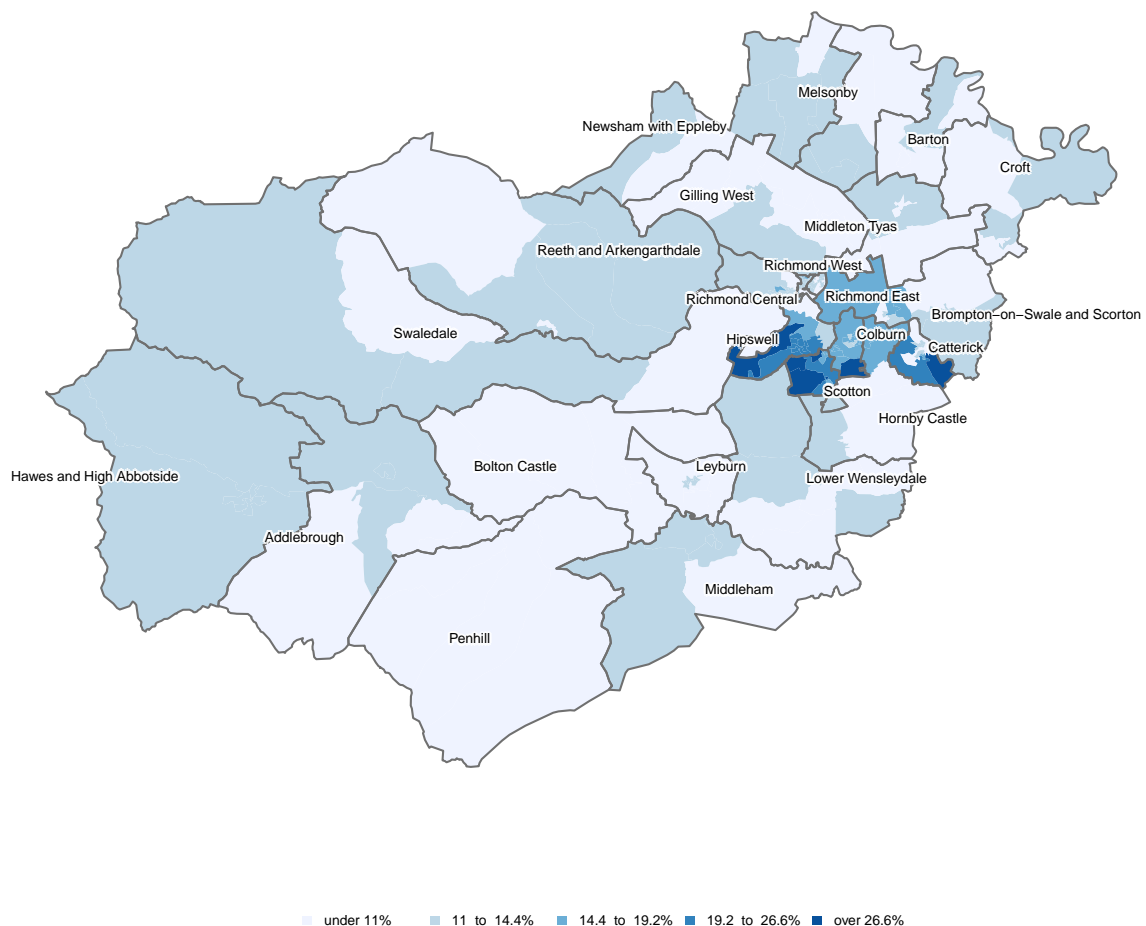 Melsonby
Newsham with Eppleby
Barton
Croft
Gilling West
Middleton Tyas
Reeth and Arkengarthdale
Richmond West
Richmond Central
Richmond East
Brompton−on−Swale and Scorton
Swaledale
Hipswell
Colburn
Catterick
Scotton
Hornby Castle
Bolton Castle
Leyburn
Hawes and High Abbotside
Lower Wensleydale
Addlebrough
Middleham
Penhill
under 11% 11 to 14.4% 14.4 to 19.2% 19.2 to 26.6% over 26.6%